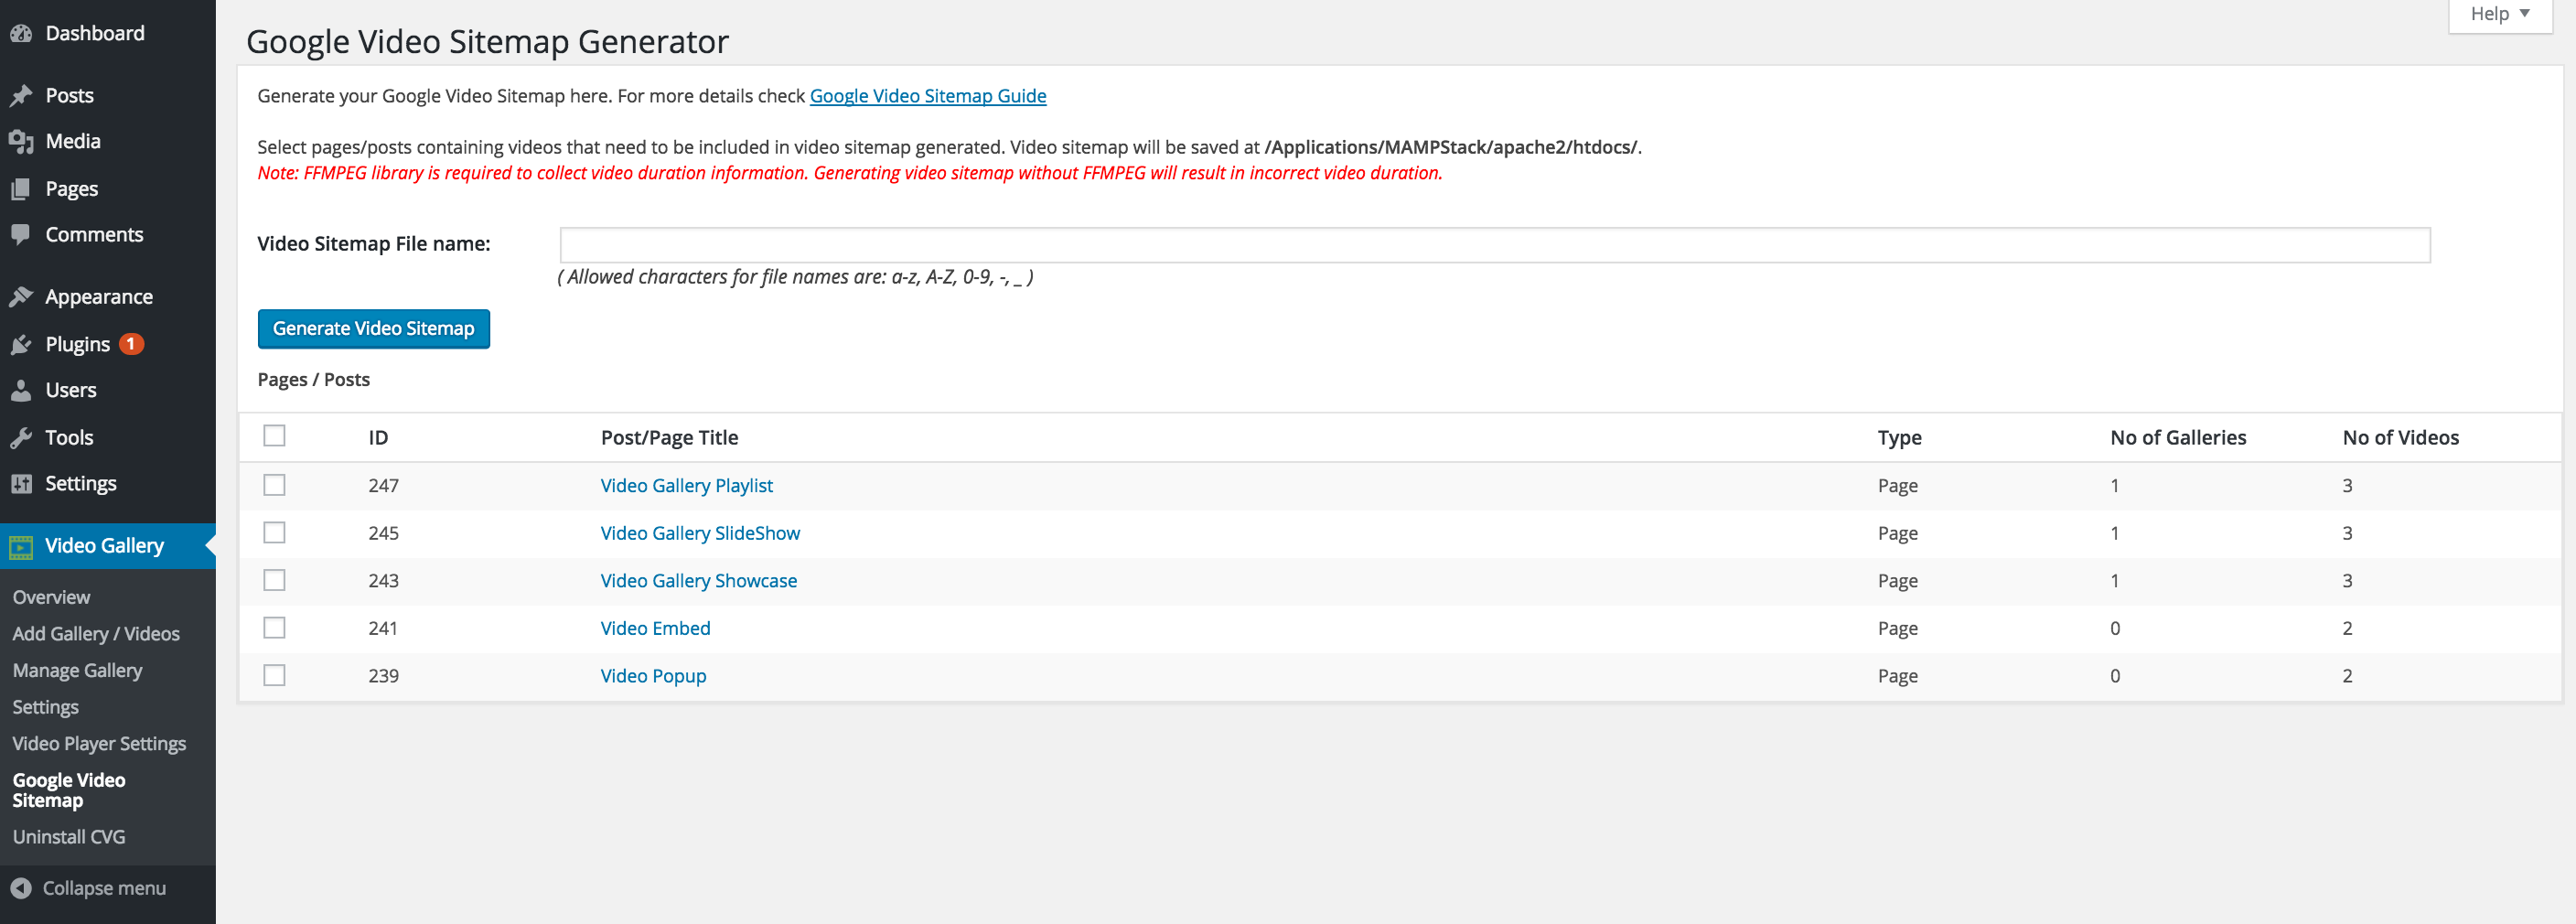 Dashboard
Posts
Media
Pages
Comments
Appearance
Plugins 1
Users
Tools
Settings
Video Gallery
Overview
Add Gallery / Videos
Manage Gallery
Settings
Video Player Settings
Google Video
Sitemap
Uninstall CVG
Collapse menu
Help
Google Video Sitemap Generator
Generate your Google Video Sitemap here. For more details check Google Video Sitemap Guide
Select pages/posts containing videos that need to be included in video sitemap generated. Video sitemap will be saved at /Applications/MAMPStack/apache2/htdocs/.
Note: FFMPEG library is required to collect video duration information. Generating video sitemap without FFMPEG will result in incorrect video duration.
Video Sitemap File name:
( Allowed characters for file names are: a-z, A-Z, 0-9, -, _ )
Generate Video Sitemap
Pages / Posts
ID Post/Page Title Type No of Galleries No of Videos
247 Video Gallery Playlist Page 1 3
245 Video Gallery SlideShow Page 1 3
243 Video Gallery Showcase Page 1 3
241 Video Embed Page 0 2
239 Video Popup Page 0 2